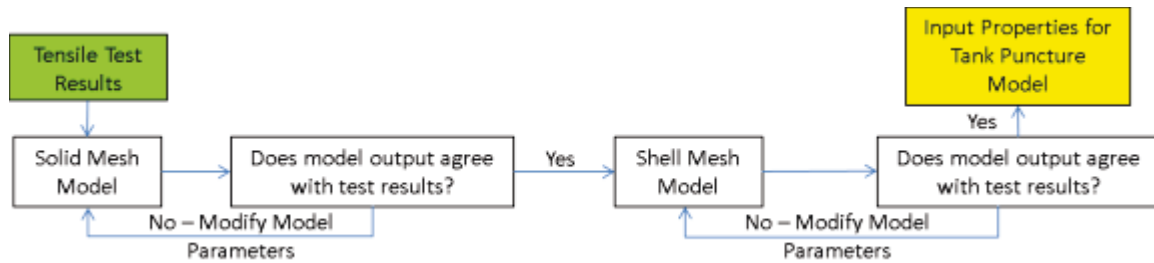 Tensile Test
Results
Solid Mesh
Model
Does model output agree
with test results?
No – Modify Model
Parameters
Yes
Shell Mesh
Model
Does model output agree
with test results?
No – Modify Model
Parameters
Yes
Input Properties for
Tank Puncture
Model